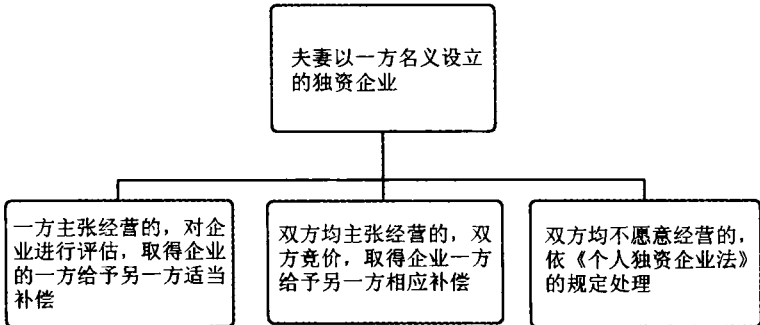 夫妻以一方名义设立
的独资企业
一方主张经营的，对企
业进行评估，取得企业
的一方给予另一方适当
补偿
双方均主张经营的，双
方竞价，取得企业一方
给予另一方相应补偿
双方均不愿意经营的，
依《个人独资企业法》
的规定处理